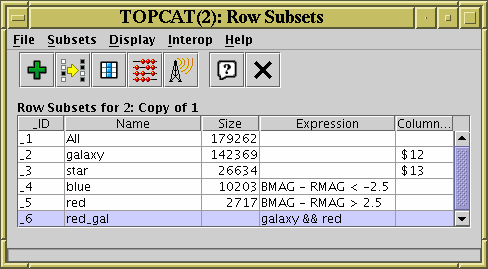 TOPCAT(2): Row Subsets
File Subsets Display Interop Help
Row Subsets for 2: Copy of 1
_ID Name Size Expression Column...
_1 All 179262
_2 galaxy 142369 $12
_3 star 26634 $13
_4 blue 10203 BMAG - RMAG < -2.5
_5 red 2717 BMAG - RMAG > 2.5
_6 red_gal galaxy && red